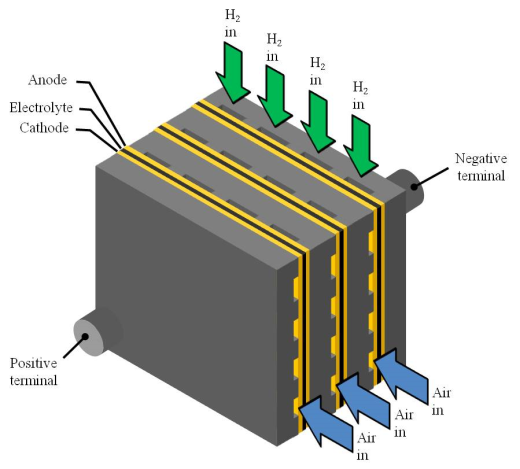 H₂
in
H₂
in
H₂
in
H₂
in
Anode
Electrolyte
Cathode
Negative
terminal
Positive
terminal
Air
in
Air
in
Air
in